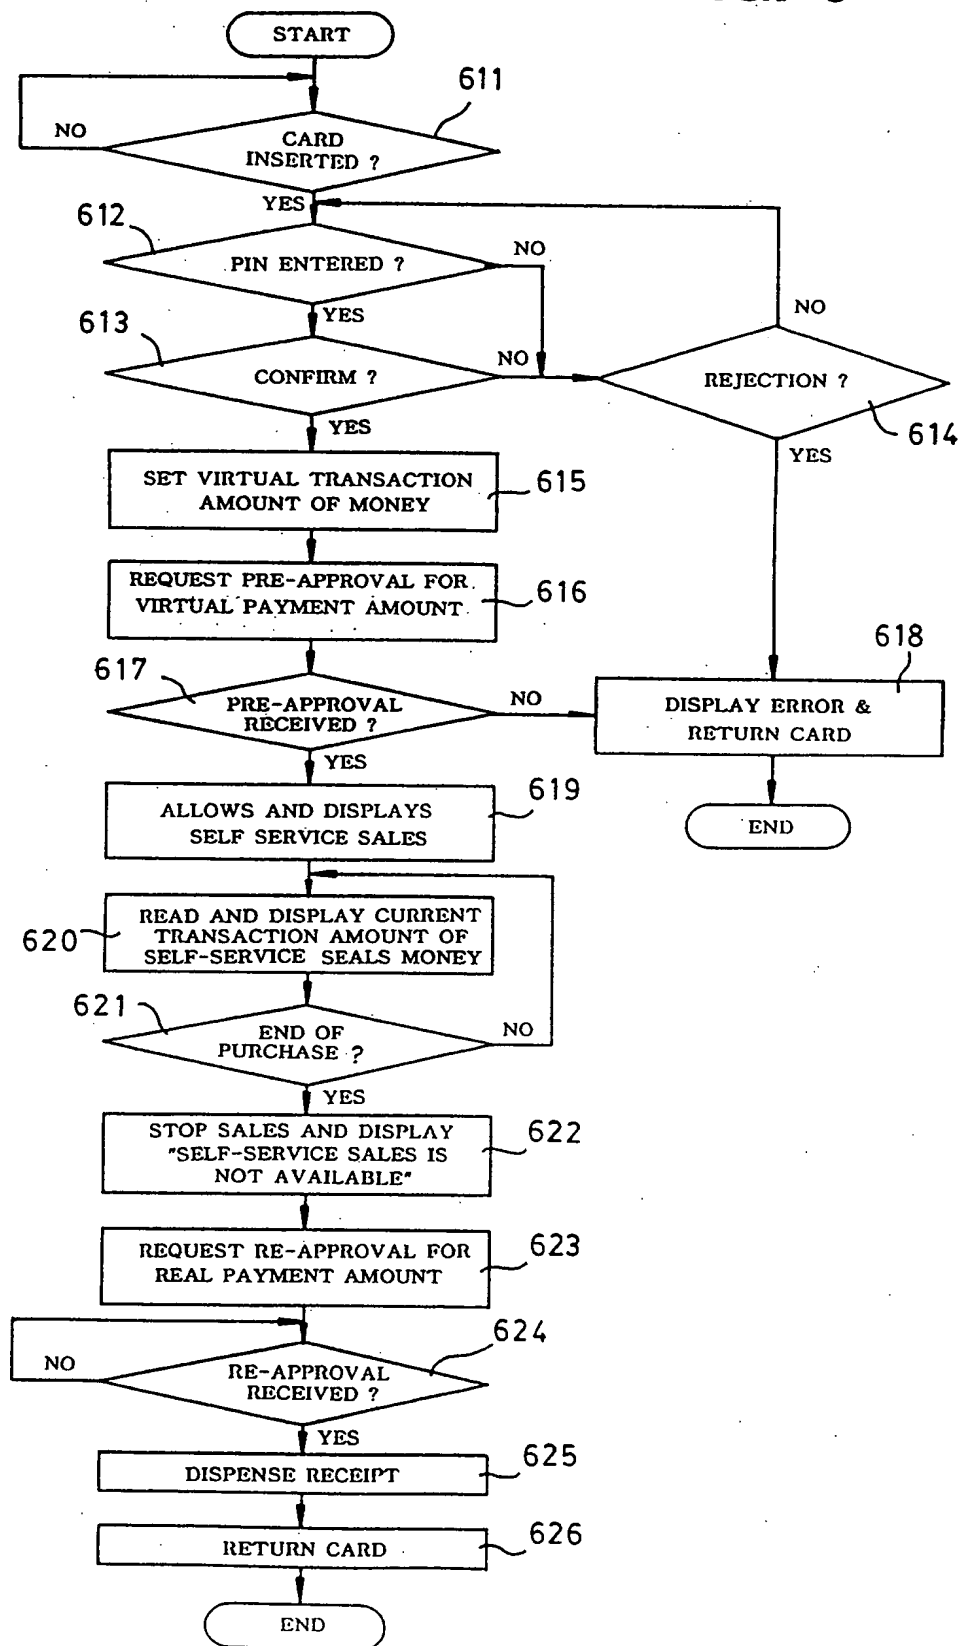 START
611
NO
CARD
INSERTED ?
YES
612
PIN ENTERED ?
NO
YES
NO
613
CONFIRM ?
NO
REJECTION ?
614
YES
YES
SET VIRTUAL TRANSACTION
AMOUNT OF MONEY
615
REQUEST PRE-APPROVAL FOR
VIRTUAL PAYMENT AMOUNT
616
617
PRE-APPROVAL
RECEIVED ?
NO
618
DISPLAY ERROR &
RETURN CARD
YES
ALLOWS AND DISPLAYS
SELF SERVICE SALES
619
END
READ AND DISPLAY CURRENT
TRANSACTION AMOUNT OF
SELF-SERVICE SEALS MONEY
620
621
END OF
PURCHASE ?
NO
YES
STOP SALES AND DISPLAY
"SELF-SERVICE SALES IS
NOT AVAILABLE"
622
REQUEST RE-APPROVAL FOR
REAL PAYMENT AMOUNT
623
624
NO
RE-APPROVAL
RECEIVED ?
YES
DISPENSE RECEIPT
625
RETURN CARD
626
END